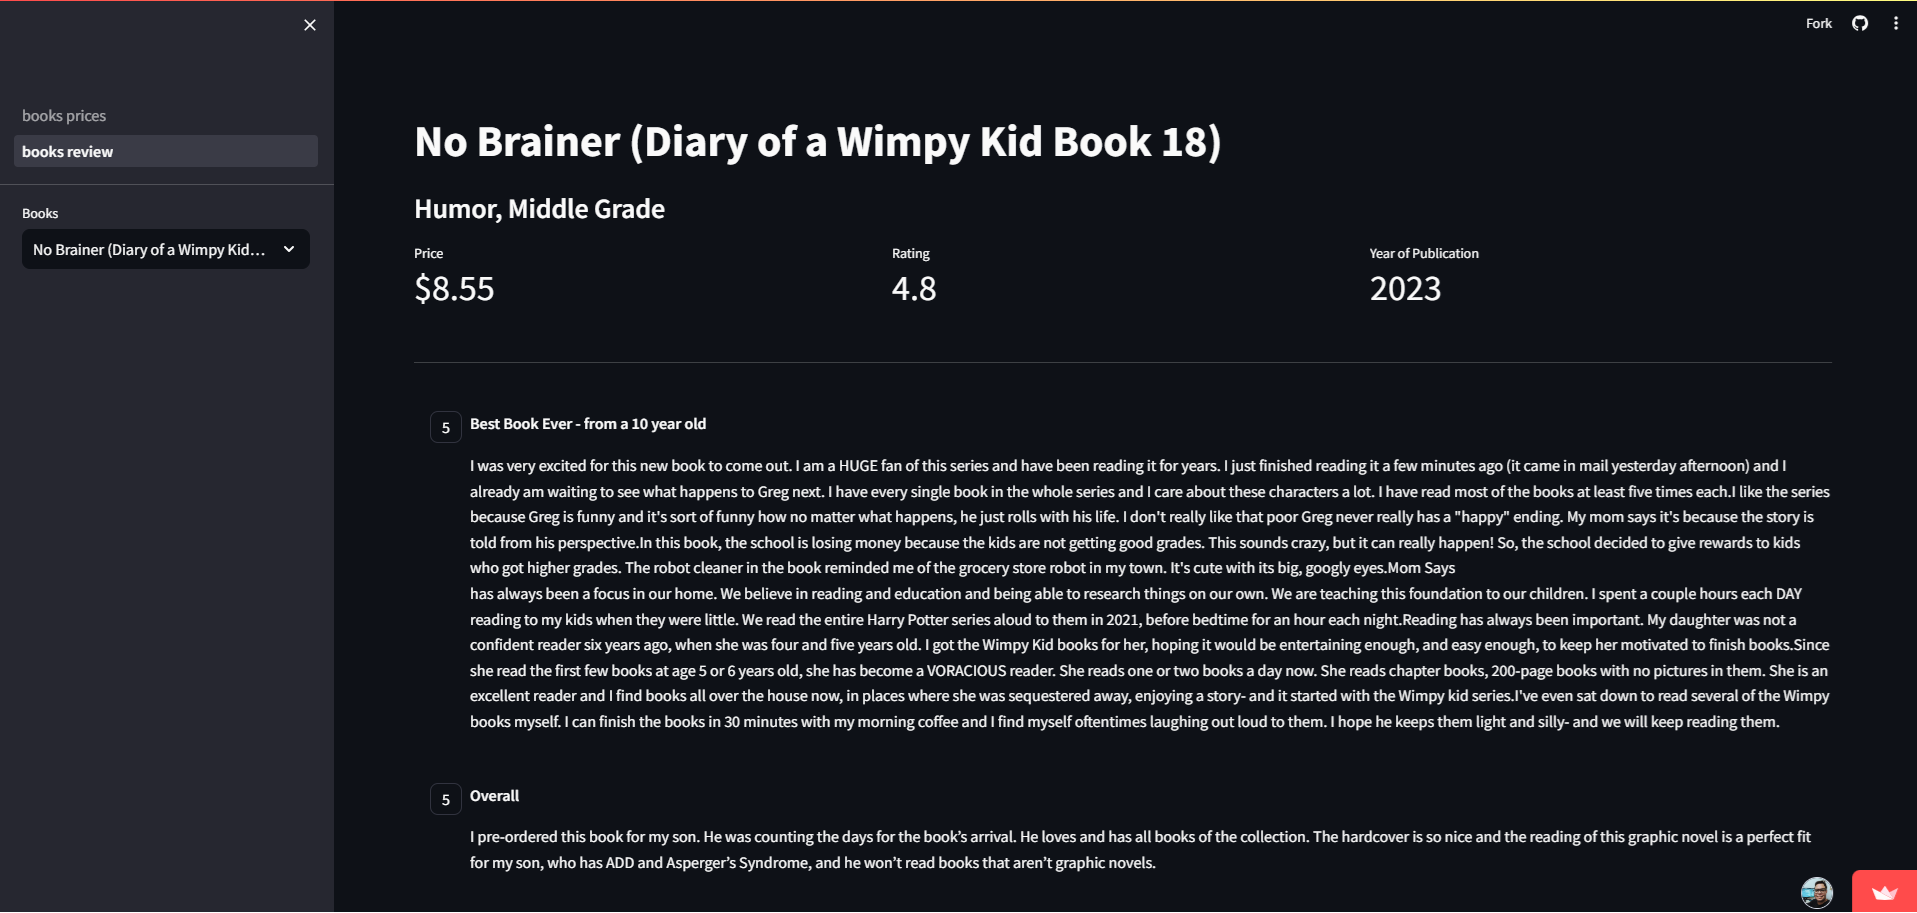 books prices
books review
Books
No Brainer (Diary of a Wimpy Kid...
Fork
No Brainer (Diary of a Wimpy Kid Book 18)
Humor, Middle Grade
Price
$8.55
Rating
4.8
Year of Publication
2023
5
Best Book Ever - from a 10 year old
I was very excited for this new book to come out. I am a HUGE fan of this series and have been reading it for years. I just finished reading it a few minutes ago (it came in mail yesterday afternoon) and I
already am waiting to see what happens to Greg next. I have every single book in the whole series and I care about these characters a lot. I have read most of the books at least five times each.I like the series
because Greg is funny and it's sort of funny how no matter what happens, he just rolls with his life. I don't really like that poor Greg never really has a "happy" ending. My mom says it's because the story is
told from his perspective.In this book, the school is losing money because the kids are not getting good grades. This sounds crazy, but it can really happen! So, the school decided to give rewards to kids
who got higher grades. The robot cleaner in the book reminded me of the grocery store robot in my town. It's cute with its big, googly eyes.Mom Says
has always been a focus in our home. We believe in reading and education and being able to research things on our own. We are teaching this foundation to our children. I spent a couple hours each DAY
reading to my kids when they were little. We read the entire Harry Potter series aloud to them in 2021, before bedtime for an hour each night.Reading has always been important. My daughter was not a
confident reader six years ago, when she was four and five years old. I got the Wimpy Kid books for her, hoping it would be entertaining enough, and easy enough, to keep her motivated to finish books.Since
she read the first few books at age 5 or 6 years old, she has become a VORACIOUS reader. She reads one or two books a day now. She reads chapter books, 200-page books with no pictures in them. She is an
excellent reader and I find books all over the house now, in places where she was sequestered away, enjoying a story- and it started with the Wimpy kid series.I've even sat down to read several of the Wimpy
books myself. I can finish the books in 30 minutes with my morning coffee and I find myself oftentimes laughing out loud to them. I hope he keeps them light and silly- and we will keep reading them.
5
Overall
I pre-ordered this book for my son. He was counting the days for the book’s arrival. He loves and has all books of the collection. The hardcover is so nice and the reading of this graphic novel is a perfect fit
for my son, who has ADD and Asperger’s Syndrome, and he won’t read books that aren’t graphic novels.